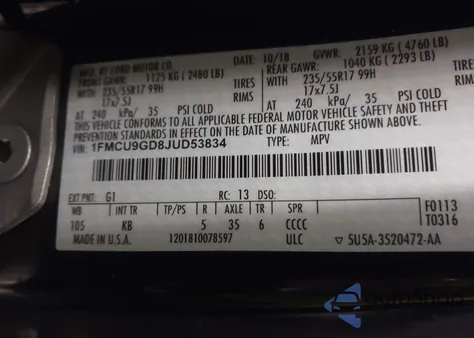 BY FORD MOTOR CO.
10/18 GVWR: 2159 KG ( 4760 LB)
FRONT GAWR: 1125 KG ( 2480 LB) REAR GAWR: 1040 KG ( 2293 LB)
235/55R17 99H TIRES 235/55R17 99H TIRES
17x7.5J RIMS 17x7.5J RIMS
AT 240 kPa/ 35 PSI COLD AT 240 kPa/ 35 PSI COLD
THIS VEHICLE CONFORMS TO ALL APPLICABLE FEDERAL MOTOR VEHICLE SAFETY, BUMPER, AND THEFT
PREVENTION STANDARDS IN EFFECT ON THE DATE OF MANUFACTURE SHOWN ABOVE.
VIN: 1FMCU9GD8JUD53834 TYPE: MPV
EXT PNT: G1 RC: 13 DSO: F0113
WB INT TR TP/PS R AXLE TR SPR T0316
105 KB 5 35 6 CCCC
MADE IN U.S.A. 1201810078597 ULC ▽ 5U5A-3520472-AA